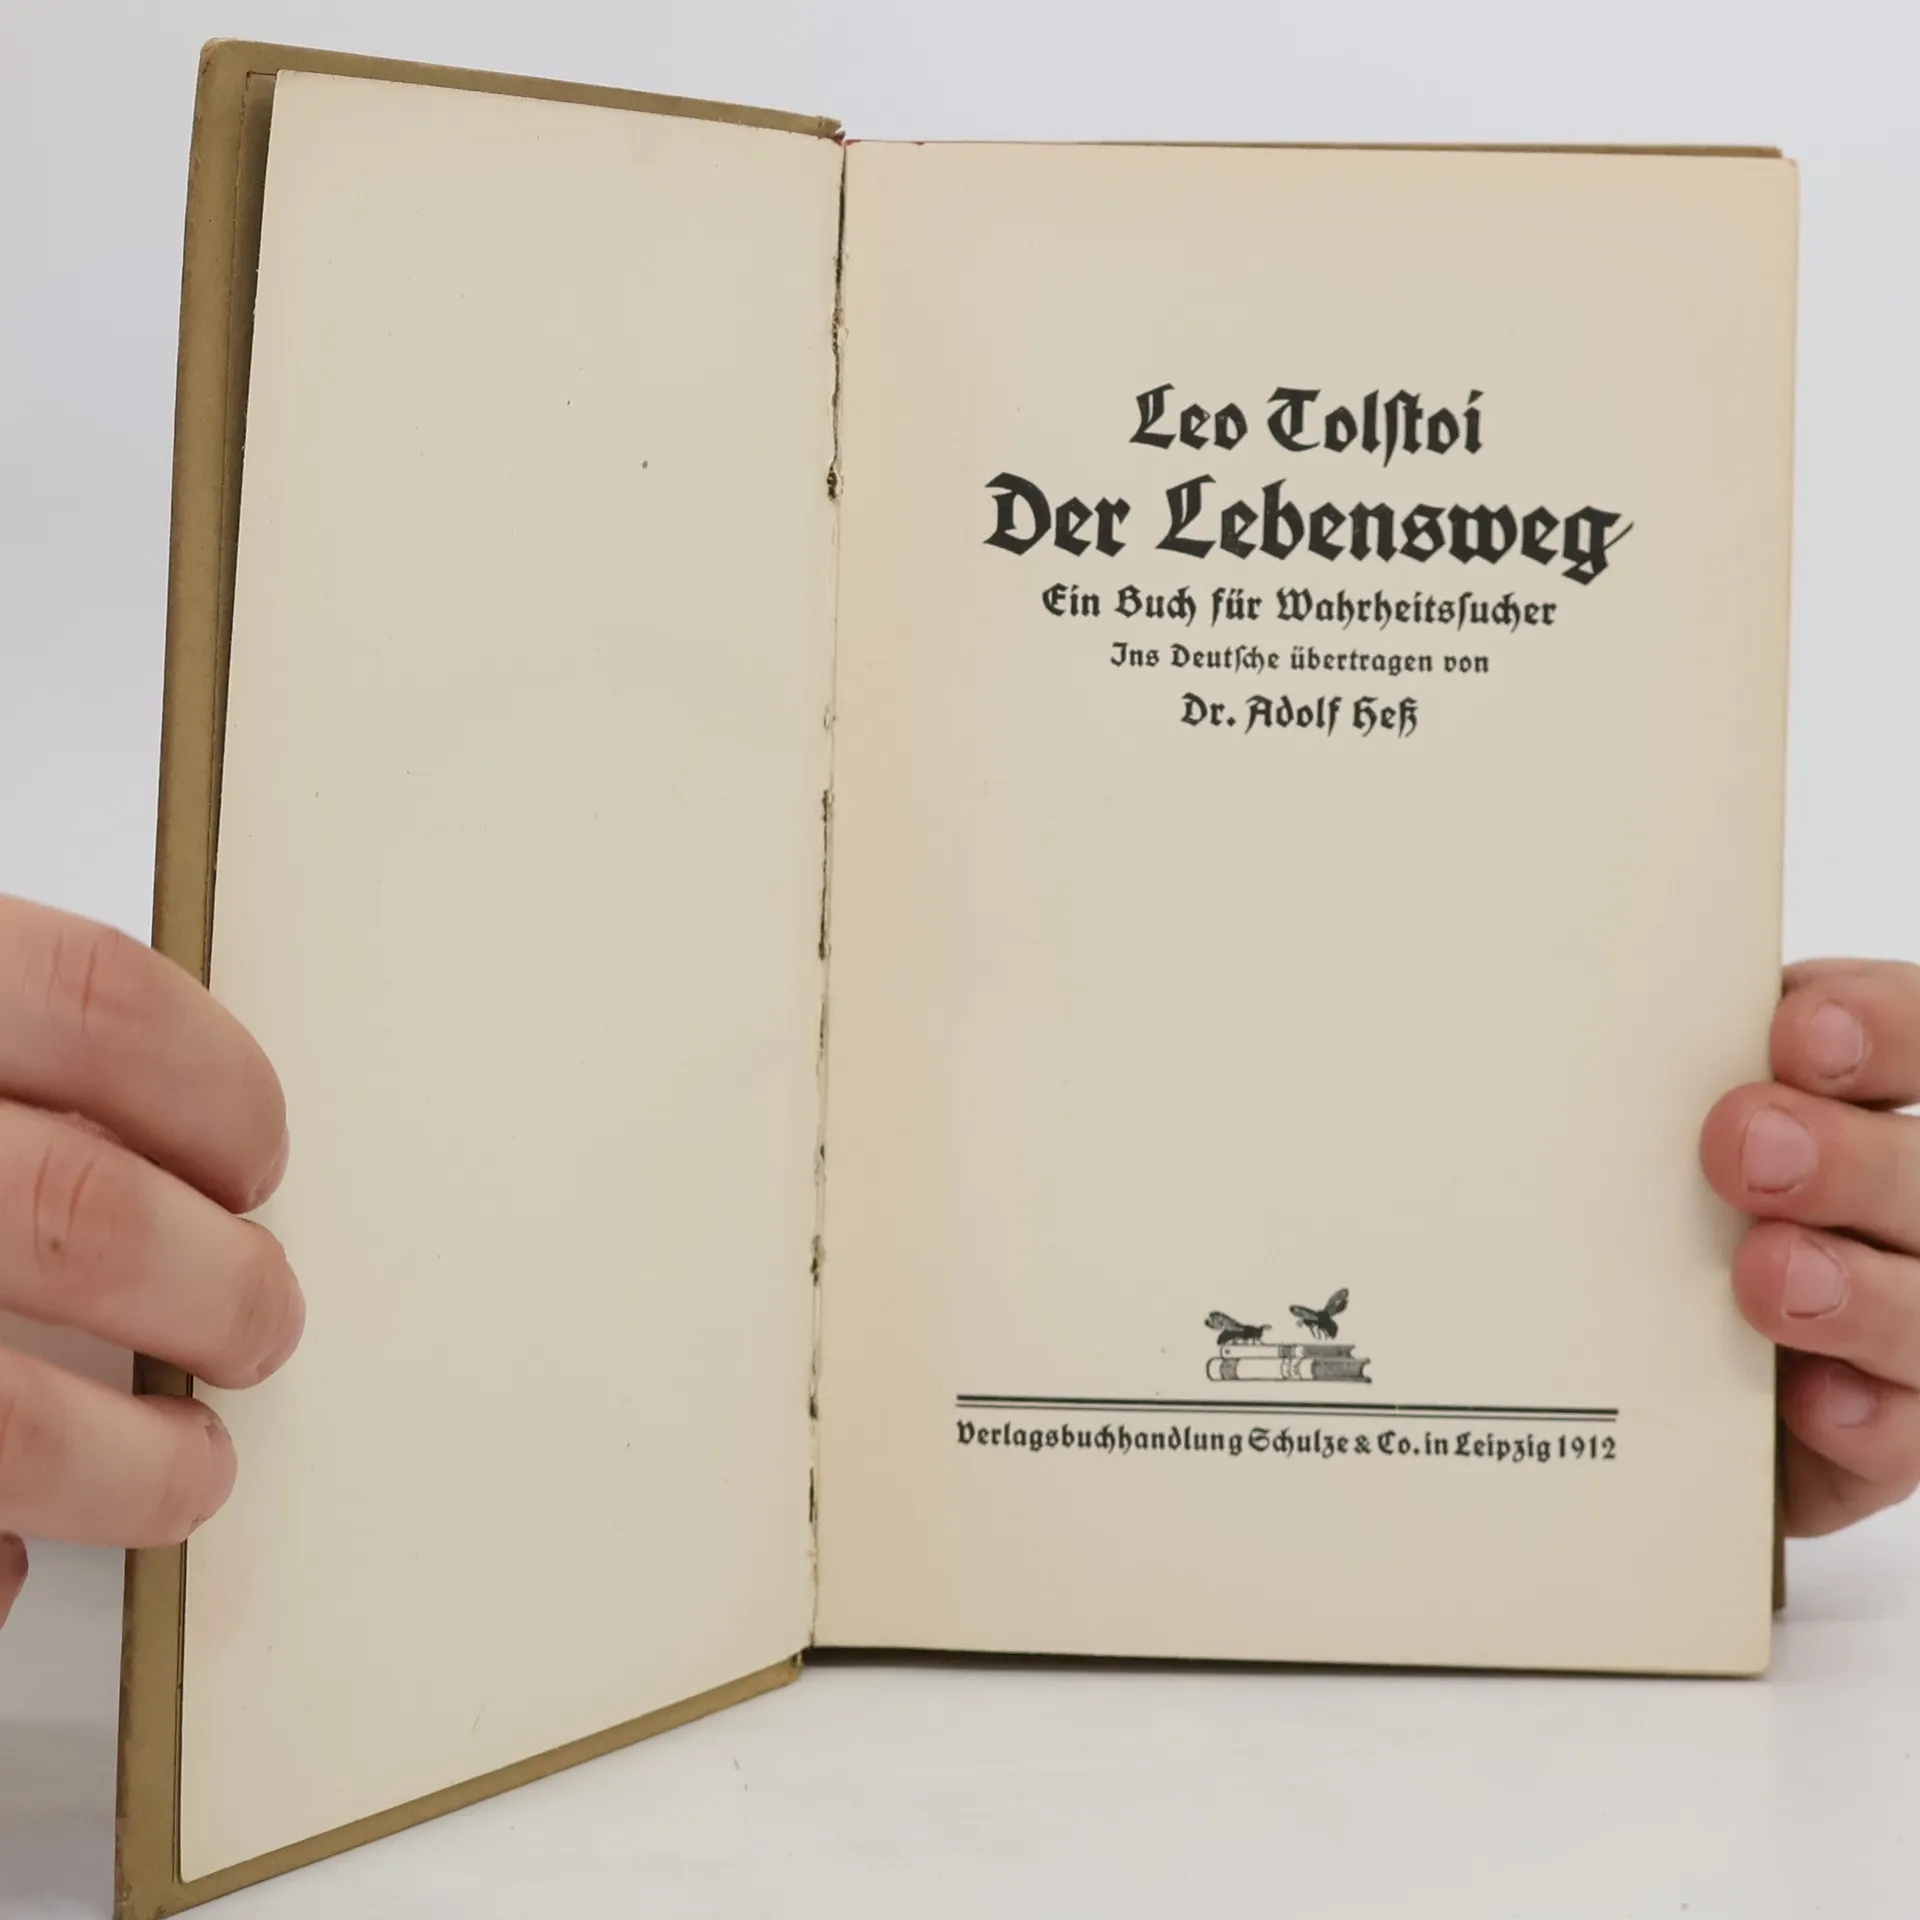 Leo Tolſtoi
Der Lebensweg
Ein Buch für Wahrheitsſucher
Ins Deutſche übertragen von
Dr. Adolf Heß
Verlagsbuchhandlung Schulze & Co. in Leipzig 1912